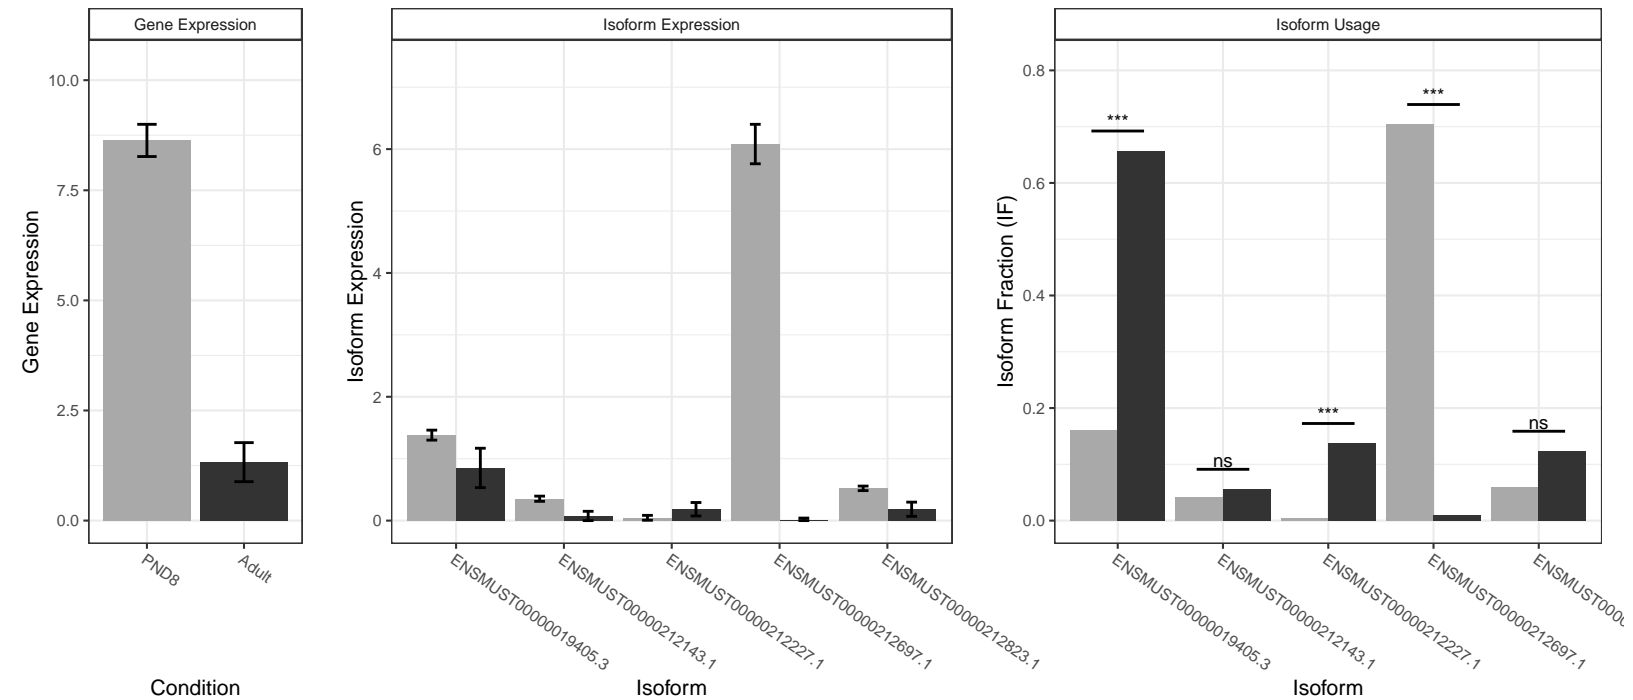 Gene Expression
Gene Expression
10.0
7.5
5.0
2.5
0.0
PND8
Adult
Condition
Isoform Expression
Isoform Expression
6
4
2
0
ENSMUST00000019405.3
ENSMUST00000212143.1
ENSMUST00000212227.1
ENSMUST00000212697.1
ENSMUST00000212823.1
Isoform
Isoform Usage
Isoform Fraction (IF)
0.8
0.6
0.4
0.2
0.0
***
ns
***
***
ns
ENSMUST00000019405.3
ENSMUST00000212143.1
ENSMUST00000212227.1
ENSMUST00000212697.1
Isoform